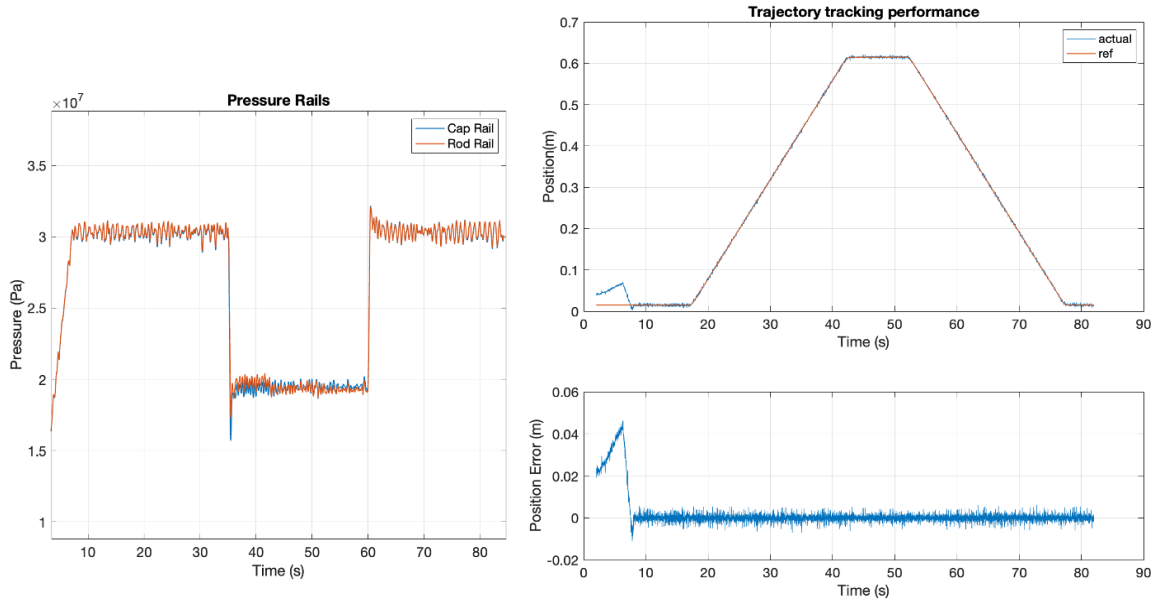 Pressure Rails
×10⁷
Cap Rail
Rod Rail
3.5
3
2.5
2
1.5
1
Pressure (Pa)
10 20 30 40 50 60 70 80
Time (s)
Trajectory tracking performance
actual
ref
0.7
0.6
0.5
0.4
0.3
0.2
0.1
0
Position(m)
0 10 20 30 40 50 60 70 80 90
Time (s)
0.06
0.04
0.02
0
-0.02
Position Error (m)
0 10 20 30 40 50 60 70 80 90
Time (s)